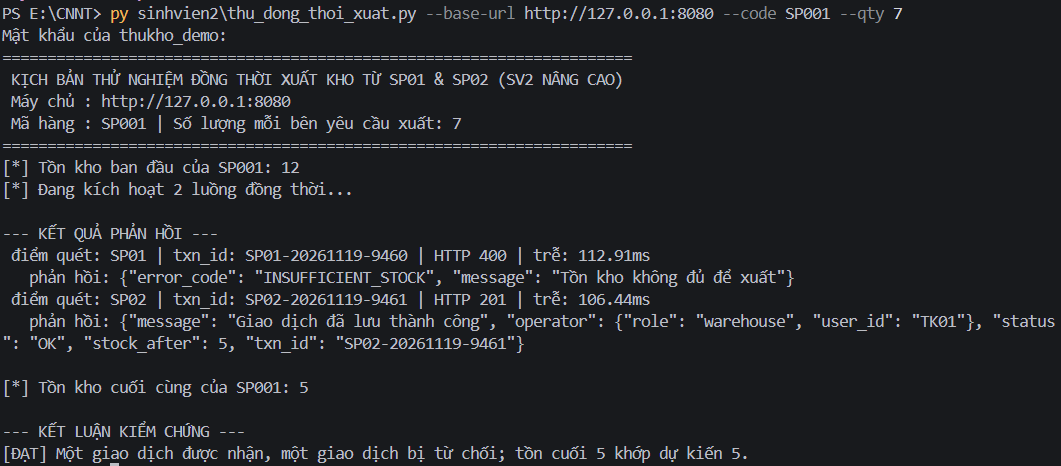 PS E:\CNNT> py sinhvien2\thu_dong_thoi_xuat.py --base-url http://127.0.0.1:8080 --code SP001 --qty 7
Mật khẩu của thukho_demo:
======================================================================
KỊCH BẢN THỬ NGHIỆM ĐỒNG THỜI XUẤT KHO TỪ SP01 & SP02 (SV2 NÂNG CAO)
Máy chủ : http://127.0.0.1:8080
Mã hàng : SP001 | Số lượng mỗi bên yêu cầu xuất: 7
======================================================================
[*] Tồn kho ban đầu của SP001: 12
[*] Đang kích hoạt 2 luồng đồng thời...
--- KẾT QUẢ PHẢN HỒI ---
điểm quét: SP01 | txn_id: SP01-20261119-9460 | HTTP 400 | trễ: 112.91ms
phản hồi: {"error_code": "INSUFFICIENT_STOCK", "message": "Tồn kho không đủ để xuất"}
điểm quét: SP02 | txn_id: SP02-20261119-9461 | HTTP 201 | trễ: 106.44ms
phản hồi: {"message": "Giao dịch đã lưu thành công", "operator": {"role": "warehouse", "user_id": "TK01"}, "status
": "OK", "stock_after": 5, "txn_id": "SP02-20261119-9461"}
[*] Tồn kho cuối cùng của SP001: 5
--- KẾT LUẬN KIỂM CHỨNG ---
[ĐẠT] Một giao dịch được nhận, một giao dịch bị từ chối; tồn cuối 5 khớp dự kiến 5.